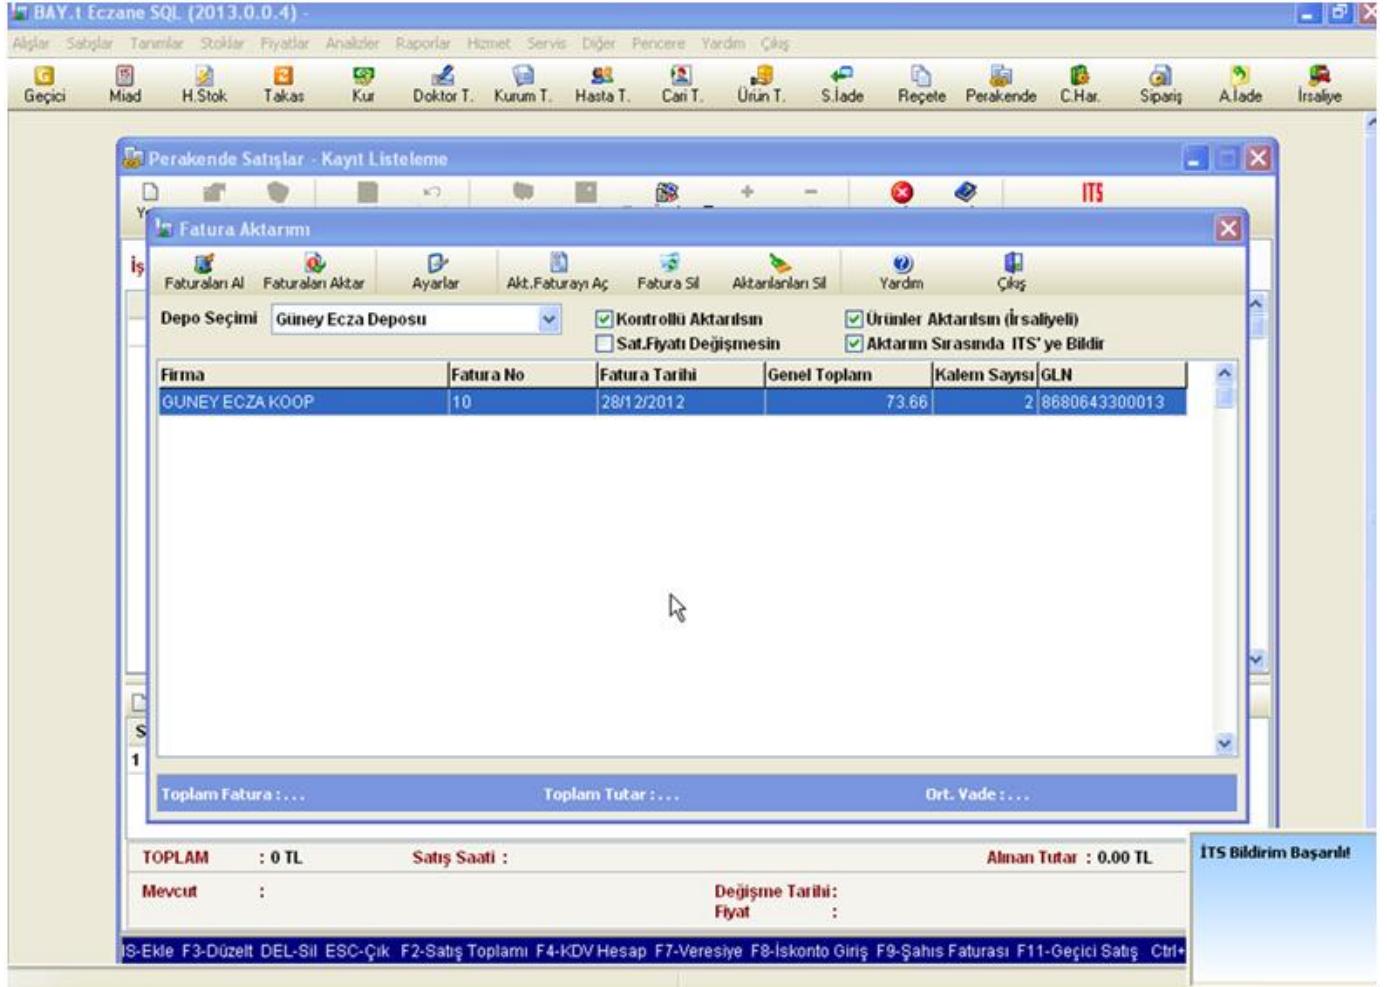 BAY.t Eczane SQL (2013.0.0.4) -
Alışlar Satışlar Tanımlar Stoklar Fiyatlar Analizler Raporlar Hizmet Servis Diğer Pencere Yardım Çıkış
Geçici Miad H.Stok Takas Kur Doktor T. Kurum T. Hasta T. Cari T. Ürün T. S.İade Reçete Perakende C.Har. Sipariş A.İade İrsaliye
Perakende Satışlar - Kayıt Listeleme
ITS
Fatura Aktarımı
Faturaları Al Faturaları Aktar Ayarlar Akt.Faturayı Aç Fatura Sil Aktarılanları Sil Yardım Çıkış
Depo Seçimi Güney Ecza Deposu Kontrollü Aktarılsın Ürünler Aktarılsın (İrsaliyeli)
Sat.Fiyatı Değişmesin Aktarım Sırasında ITS' ye Bildir
Firma Fatura No Fatura Tarihi Genel Toplam Kalem Sayısı GLN
GUNEY ECZA KOOP 10 28/12/2012 73.66 2 8680643300013
1
Toplam Fatura : . . . Toplam Tutar : . . . Ort. Vade : . . .
TOPLAM : 0 TL Satış Saati : Alınan Tutar : 0.00 TL
İTS Bildirim Başarılı!
Mevcut : Değişme Tarihi :
Fiyat :
IS-Ekle F3-Düzelt DEL-Sil ESC-Çık F2-Satış Toplamı F4-KDV Hesap F7-Veresiye F8-İskonto Giriş F9-Şahıs Faturası F11-Geçici Satış Ctrl+